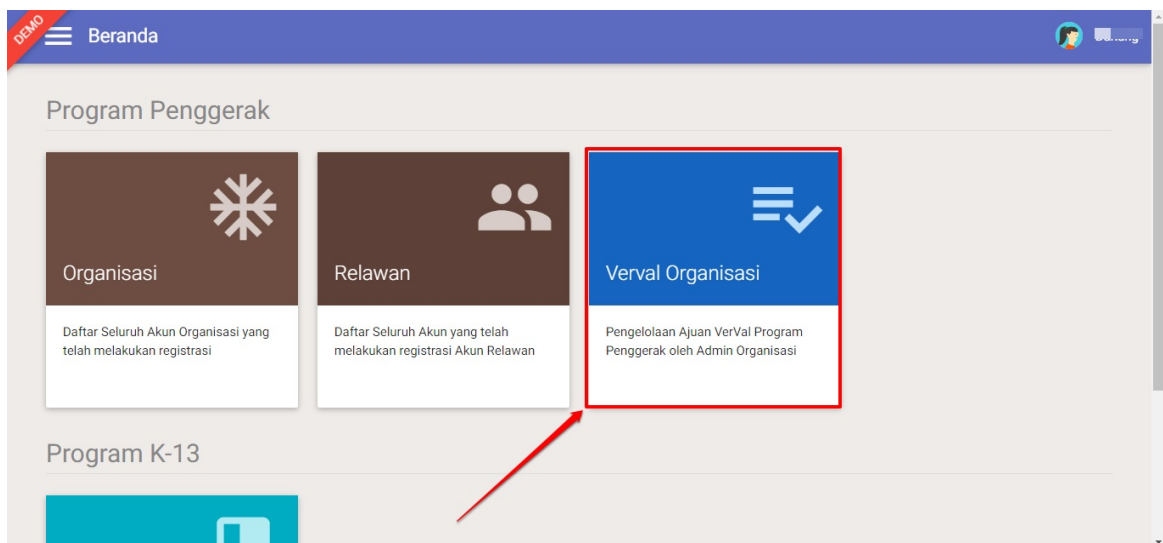 DEMO
Beranda
Program Penggerak
Organisasi
Daftar Seluruh Akun Organisasi yang
telah melakukan registrasi
Relawan
Daftar Seluruh Akun yang telah
melakukan registrasi Akun Relawan
Verval Organisasi
Pengelolaan Ajuan VerVal Program
Penggerak oleh Admin Organisasi
Program K-13